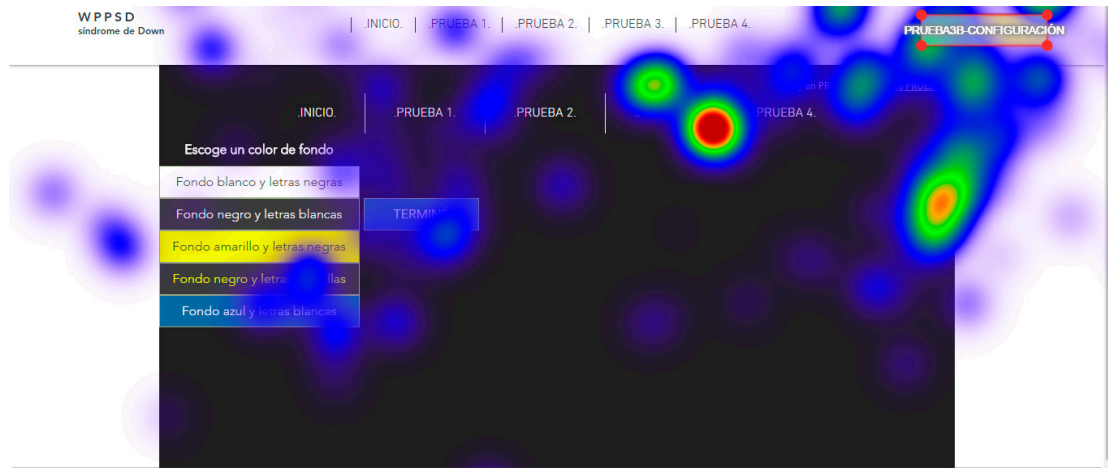 WPPSD
síndrome de Down
.INICIO. .PRUEBA 1. .PRUEBA 2. .PRUEBA 3. .PRUEBA 4.
PRUEBA3B-CONFIGURACIÓN
en
.INICIO. .PRUEBA 1. .PRUEBA 2. PRUEBA 4.
Escoge un color de fondo
Fondo blanco y letras negras
Fondo negro y letras blancas
Fondo amarillo y letras negras
Fondo negro y
Fondo azul y letras blancas